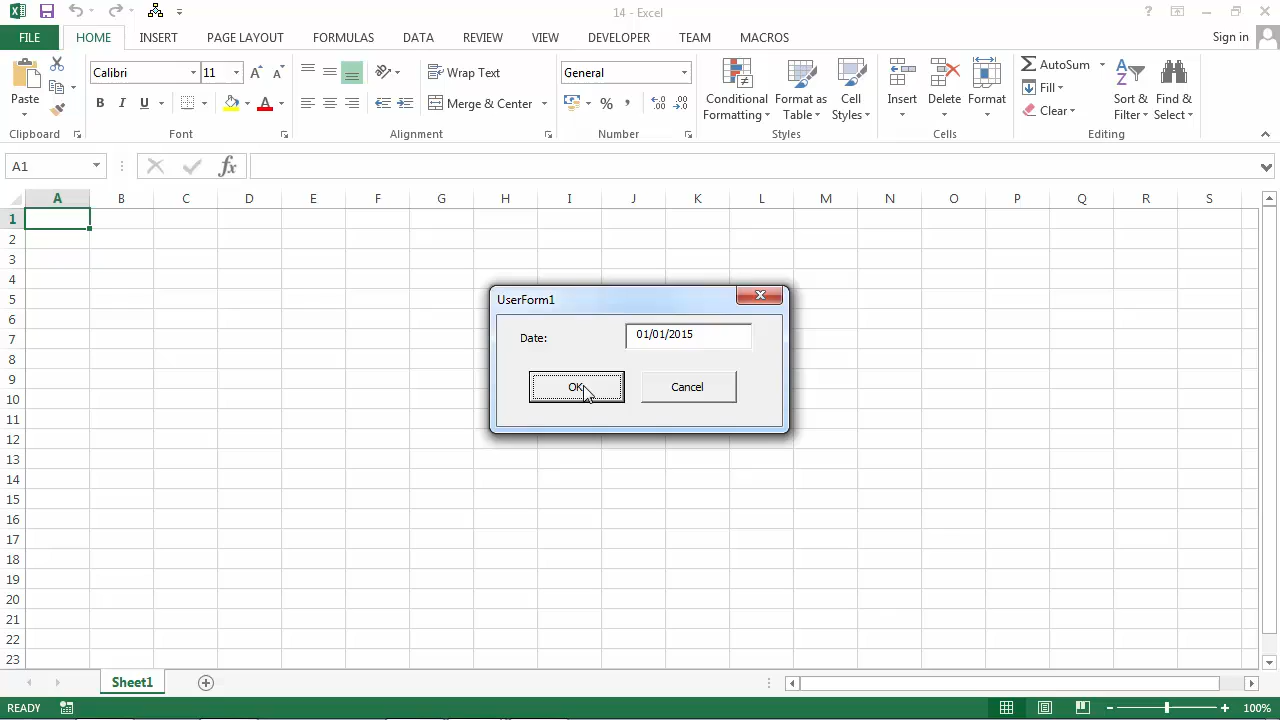 14 - Excel
FILE HOME INSERT PAGE LAYOUT FORMULAS DATA REVIEW VIEW DEVELOPER TEAM MACROS Sign in
Paste
Clipboard
Calibri 11
B I U
Font
Wrap Text
Merge & Center
Alignment
General
% ,
Number
Conditional Formatting
Format as Table
Cell Styles
Styles
Insert Delete Format
Cells
AutoSum
Fill
Clear
Sort & Filter
Find & Select
Editing
A1 fx
A B C D E F G H I J K L M N O P Q R S
1
2
3
4
5
6
7
8
9
10
11
12
13
14
15
16
17
18
19
20
21
22
23
UserForm1
Date: 01/01/2015
OK Cancel
Sheet1
READY 100%